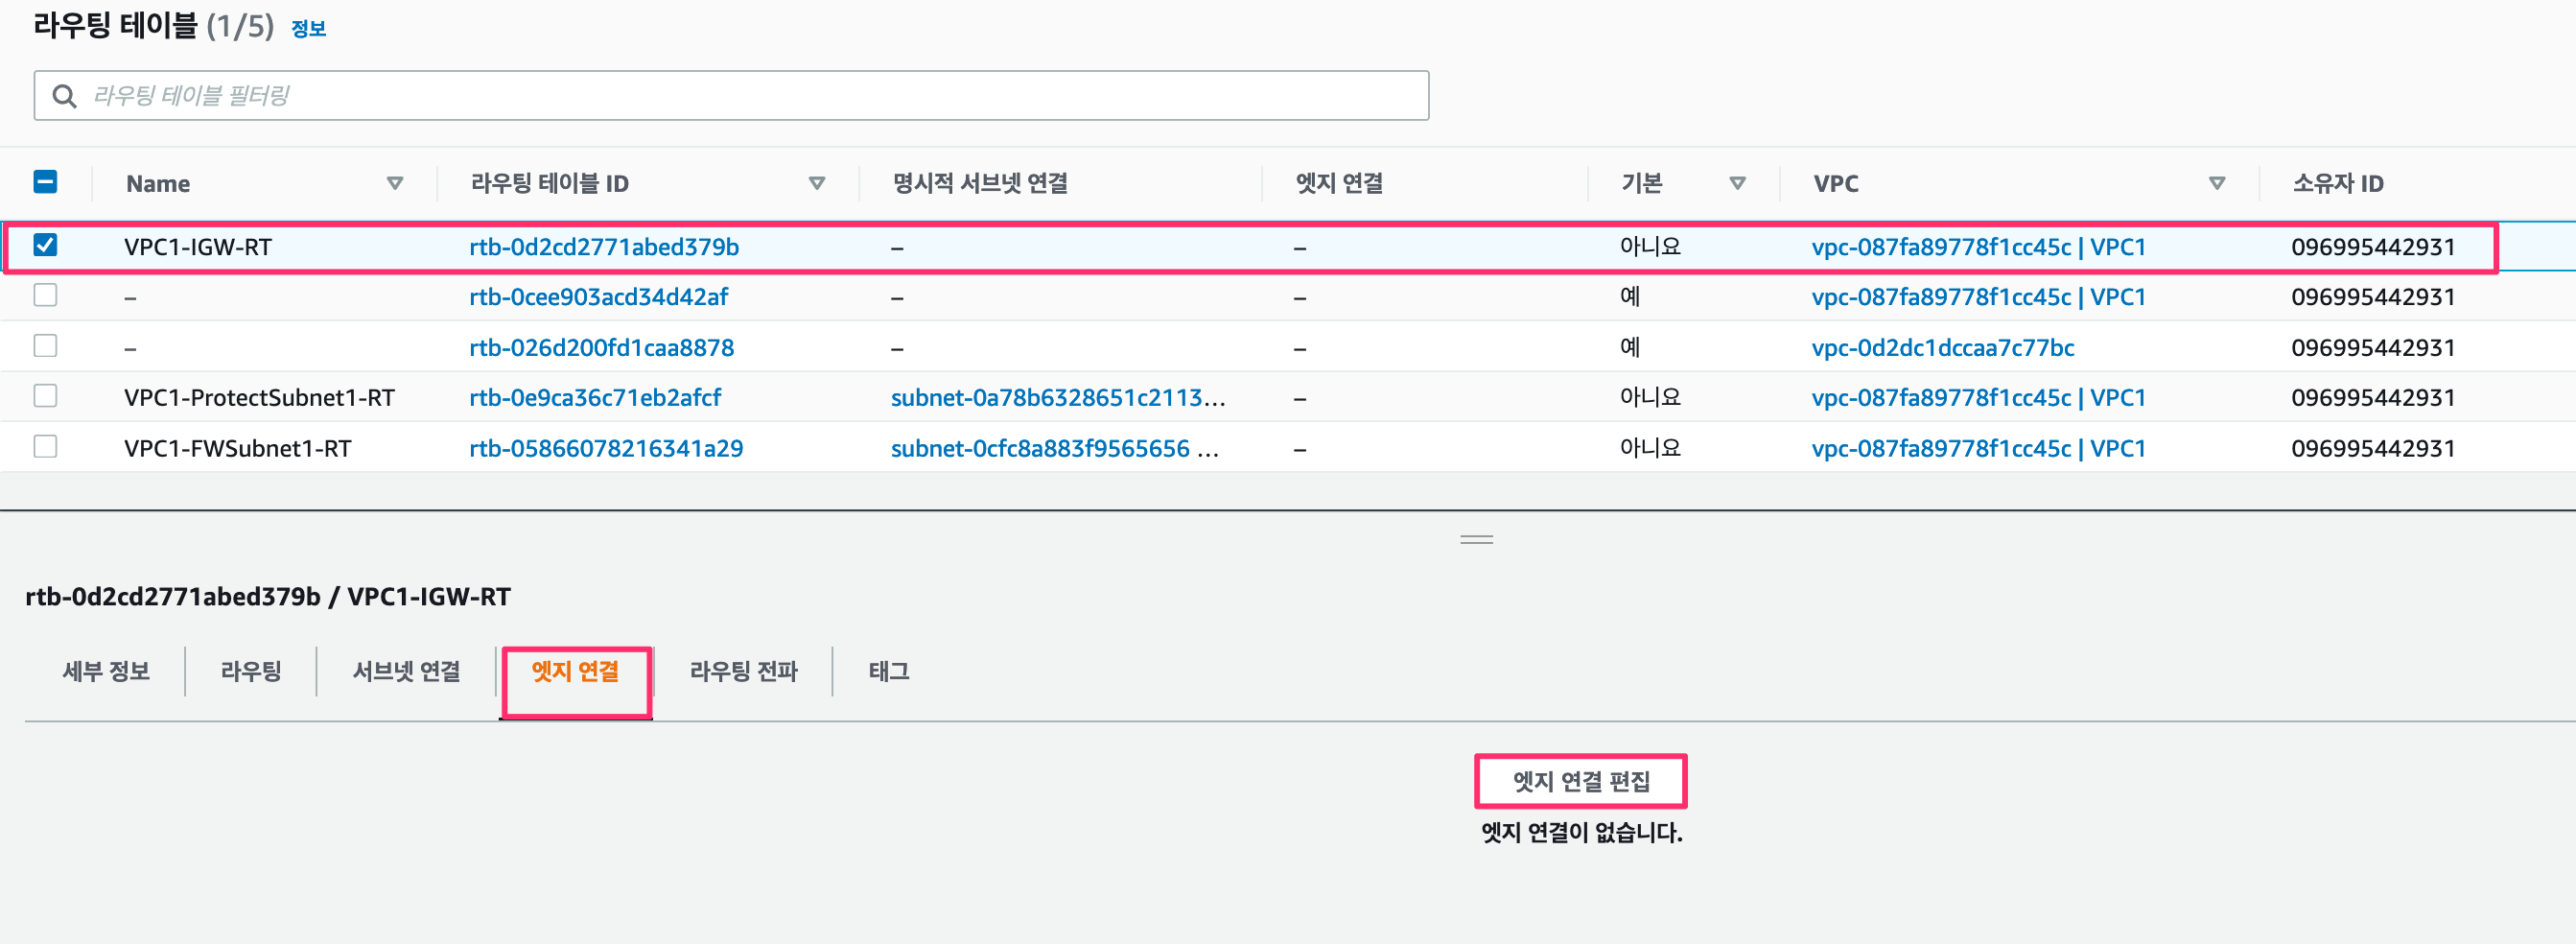 라우팅 테이블 (1/5) 정보
라우팅 테이블 필터링
Name 라우팅 테이블 ID 명시적 서브넷 연결 엣지 연결 기본 VPC 소유자 ID
VPC1-IGW-RT rtb-0d2cd2771abed379b – – 아니요 vpc-087fa89778f1cc45c | VPC1 096995442931
– rtb-0cee903acd34d42af – – 예 vpc-087fa89778f1cc45c | VPC1 096995442931
– rtb-026d200fd1caa8878 – – 예 vpc-0d2dc1dccaa7c77bc 096995442931
VPC1-ProtectSubnet1-RT rtb-0e9ca36c71eb2afcf subnet-0a78b6328651c2113... – 아니요 vpc-087fa89778f1cc45c | VPC1 096995442931
VPC1-FWSubnet1-RT rtb-05866078216341a29 subnet-0cfc8a883f9565656 ... – 아니요 vpc-087fa89778f1cc45c | VPC1 096995442931
rtb-0d2cd2771abed379b / VPC1-IGW-RT
세부 정보 라우팅 서브넷 연결 엣지 연결 라우팅 전파 태그
엣지 연결 편집
엣지 연결이 없습니다.